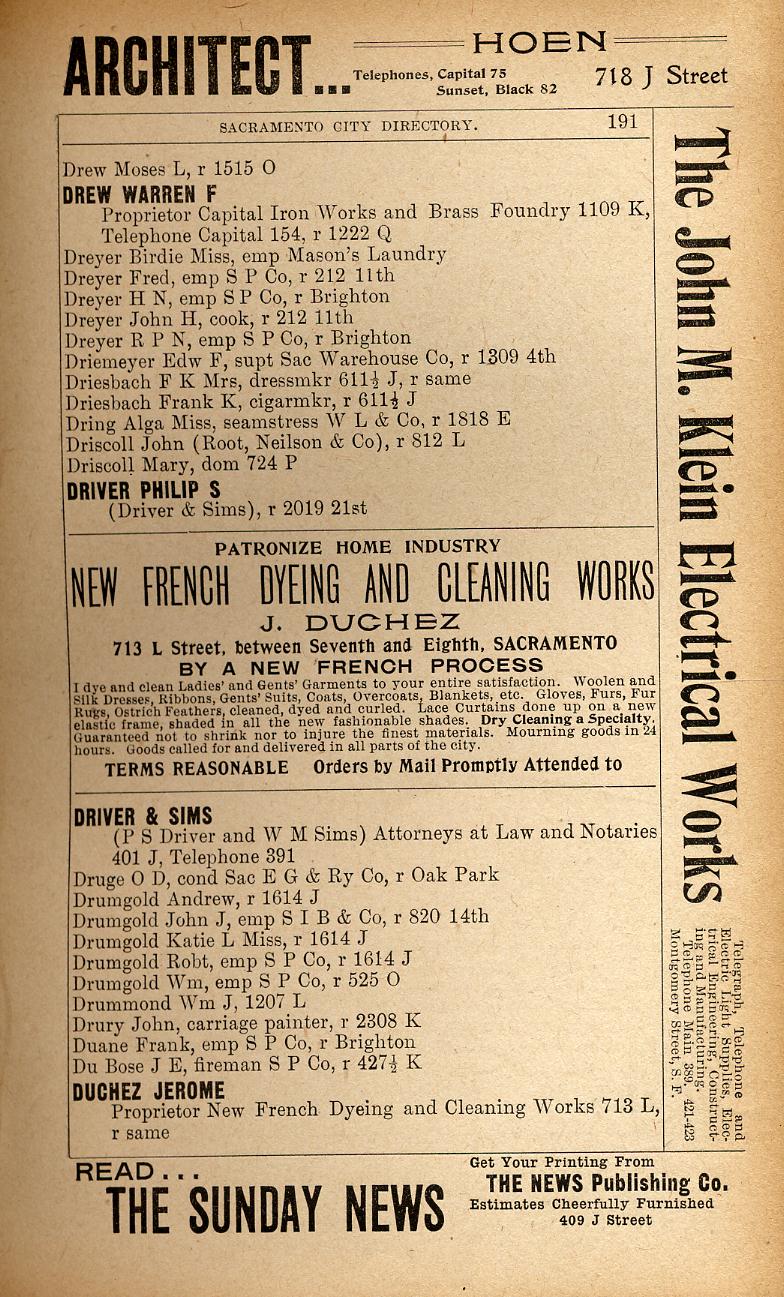 ARCHITECT...
HOEN
Telephones, Capital 75
Sunset, Black 82
718 J Street
SACRAMENTO CITY DIRECTORY. 191
Drew Moses L, r 1515 O
DREW WARREN F
Proprietor Capital Iron Works and Brass Foundry 1109 K,
Telephone Capital 154, r 1222 Q
Dreyer Birdie Miss, emp Mason's Laundry
Dreyer Fred, emp S P Co, r 212 11th
Dreyer H N, emp S P Co, r Brighton
Dreyer John H, cook, r 212 11th
Dreyer R P N, emp S P Co, r Brighton
Driemeyer Edw F, supt Sac Warehouse Co, r 1309 4th
Driesbach F K Mrs, dressmkr 611½ J, r same
Driesbach Frank K, cigarmkr, r 611½ J
Dring Alga Miss, seamstress W L & Co, r 1818 E
Driscoll John (Root, Neilson & Co), r 812 L
Driscoll Mary, dom 724 P
DRIVER PHILIP S
(Driver & Sims), r 2019 21st
PATRONIZE HOME INDUSTRY
NEW FRENCH DYEING AND CLEANING WORKS
J. DUCHEZ
713 L Street, between Seventh and Eighth, SACRAMENTO
BY A NEW FRENCH PROCESS
I dye and clean Ladies' and Gents' Garments to your entire satisfaction. Woolen and
Silk Dresses, Ribbons, Gents' Suits, Coats, Overcoats, Blankets, etc. Gloves, Furs, Fur
Rugs, Ostrich Feathers, cleaned, dyed and curled. Lace Curtains done up on a new
elastic frame, shaded in all the new fashionable shades. Dry Cleaning a Specialty.
Guaranteed not to shrink nor to injure the finest materials. Mourning goods in 24
hours. Goods called for and delivered in all parts of the city.
TERMS REASONABLE Orders by Mail Promptly Attended to
DRIVER & SIMS
(P S Driver and W M Sims) Attorneys at Law and Notaries
401 J, Telephone 391
Druge O D, cond Sac E G & Ry Co, r Oak Park
Drumgold Andrew, r 1614 J
Drumgold John J, emp S I B & Co, r 820 14th
Drumgold Katie L Miss, r 1614 J
Drumgold Robt, emp S P Co, r 1614 J
Drumgold Wm, emp S P Co, r 525 O
Drummond Wm J, 1207 L
Drury John, carriage painter, r 2308 K
Duane Frank, emp S P Co, r Brighton
Du Bose J E, fireman S P Co, r 427½ K
DUCHEZ JEROME
Proprietor New French Dyeing and Cleaning Works 713 L,
r same
The John M. Klein Electrical Works
Telegraph, Telephone and
Electric Light Supplies, Elec-
trical Engineering, Construct-
ing and Manufacturing.
Telephone Main 389. 421-423
Montgomery Street, S. F.
READ...
THE SUNDAY NEWS
Get Your Printing From
THE NEWS Publishing Co.
Estimates Cheerfully Furnished
409 J Street